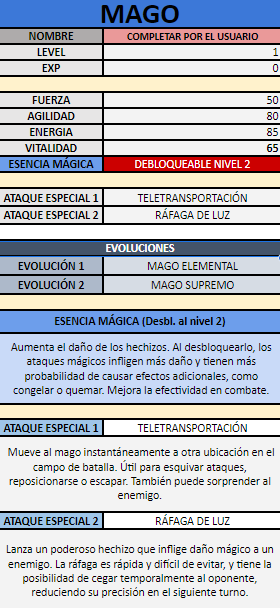 MAGO
NOMBRE COMPLETAR POR EL USUARIO
LEVEL 1
EXP 0
FUERZA 50
AGILIDAD 80
ENERGIA 85
VITALIDAD 65
ESENCIA MÁGICA DEBLOQUEABLE NIVEL 2
ATAQUE ESPECIAL 1 TELETRANSPORTACIÓN
ATAQUE ESPECIAL 2 RÁFAGA DE LUZ
EVOLUCIONES
EVOLUCIÓN 1 MAGO ELEMENTAL
EVOLUCIÓN 2 MAGO SUPREMO
ESENCIA MÁGICA (Desbl. al nivel 2)
Aumenta el daño de los hechizos. Al desbloquearlo, los
ataques mágicos infligen más daño y tienen más
probabilidad de causar efectos adicionales, como
congelar o quemar. Mejora la efectividad en combate.
ATAQUE ESPECIAL 1 TELETRANSPORTACIÓN
Mueve al mago instantáneamente a otra ubicación en el
campo de batalla. Útil para esquivar ataques,
reposicionarse o escapar. También puede sorprender al
enemigo.
ATAQUE ESPECIAL 2 RÁFAGA DE LUZ
Lanza un poderoso hechizo que inflige daño mágico a un
enemigo. La ráfaga es rápida y difícil de evitar, y tiene la
posibilidad de cegar temporalmente al oponente,
reduciendo su precisión en el siguiente turno.